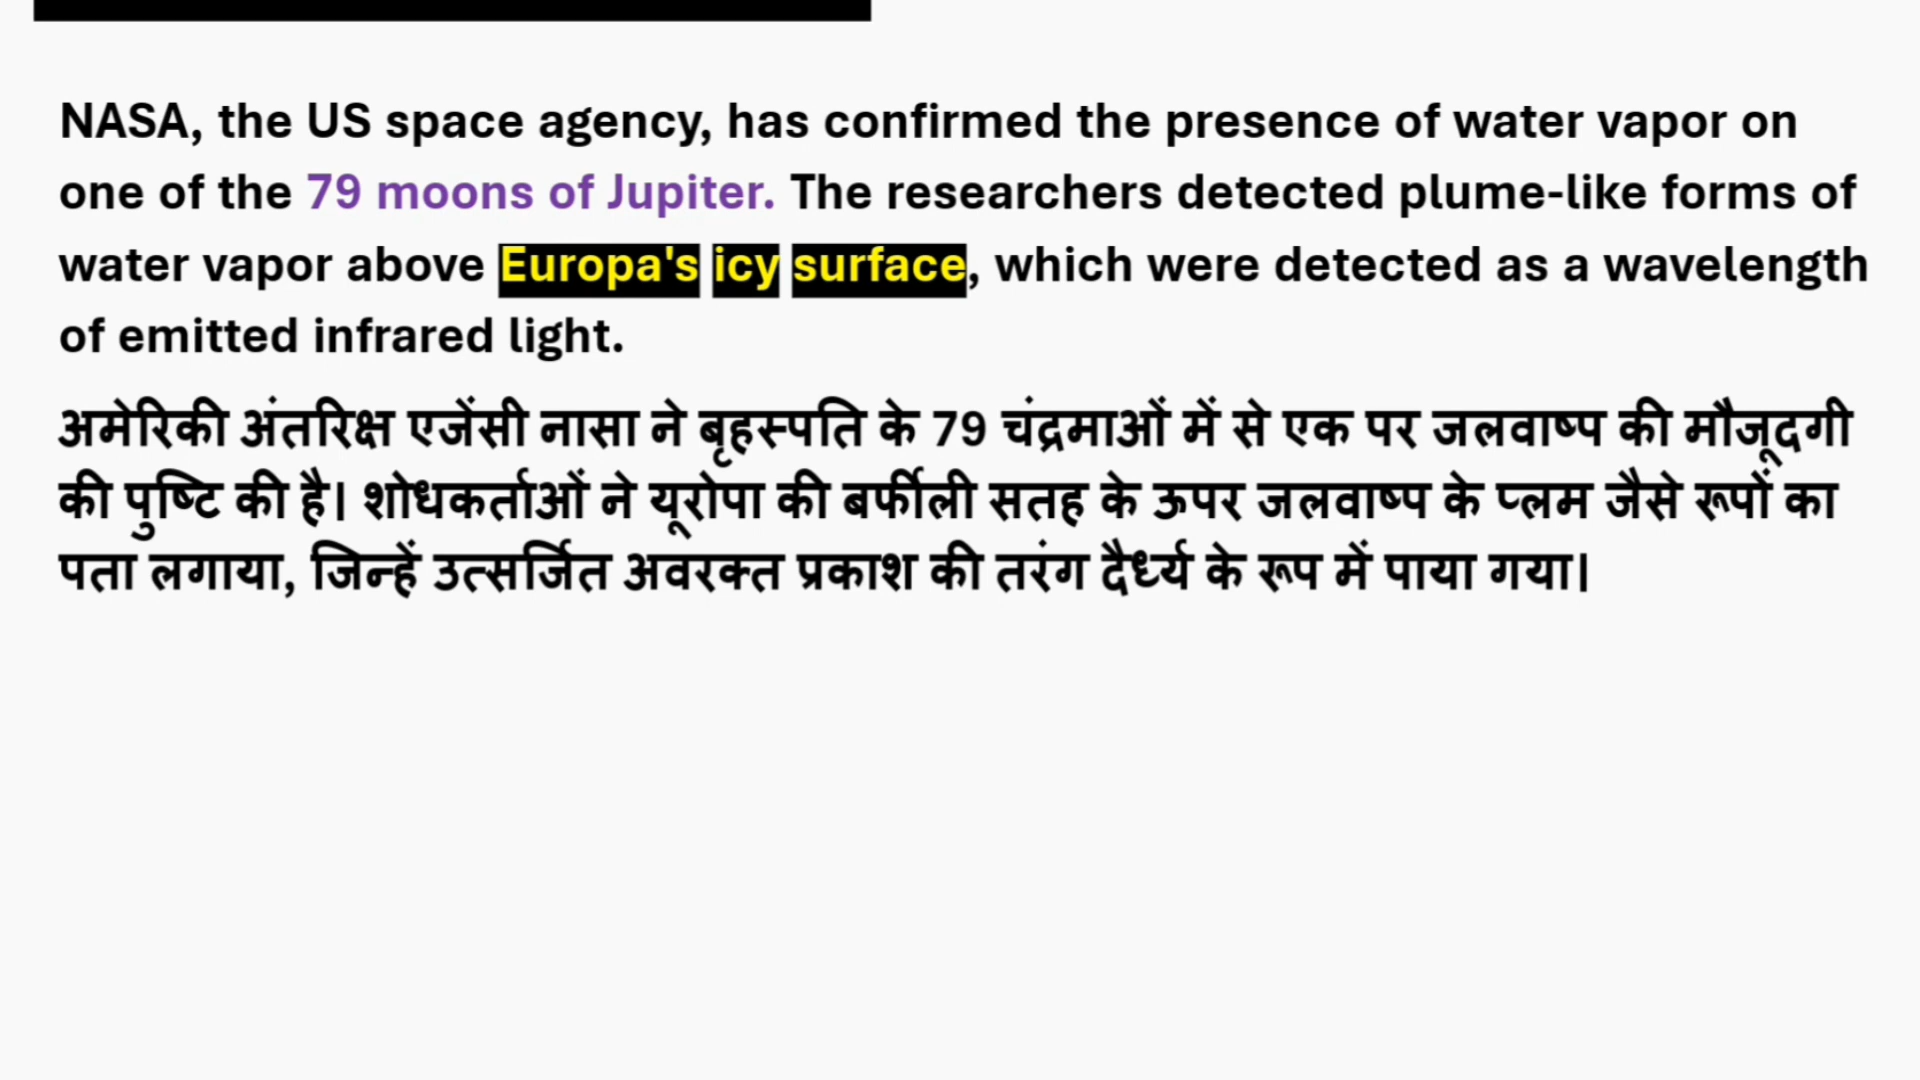 NASA, the US space agency, has confirmed the presence of water vapor on
one of the 79 moons of Jupiter. The researchers detected plume-like forms of
water vapor above Europa's icy surface, which were detected as a wavelength
of emitted infrared light.
अमेरिकी अंतरिक्ष एजेंसी नासा ने बृहस्पति के 79 चंद्रमाओं में से एक पर जलवाष्प की मौजूदगी
की पुष्टि की है। शोधकर्ताओं ने यूरोपा की बर्फीली सतह के ऊपर जलवाष्प के प्लम जैसे रूपों का
पता लगाया, जिन्हें उत्सर्जित अवरक्त प्रकाश की तरंग दैर्ध्य के रूप में पाया गया।